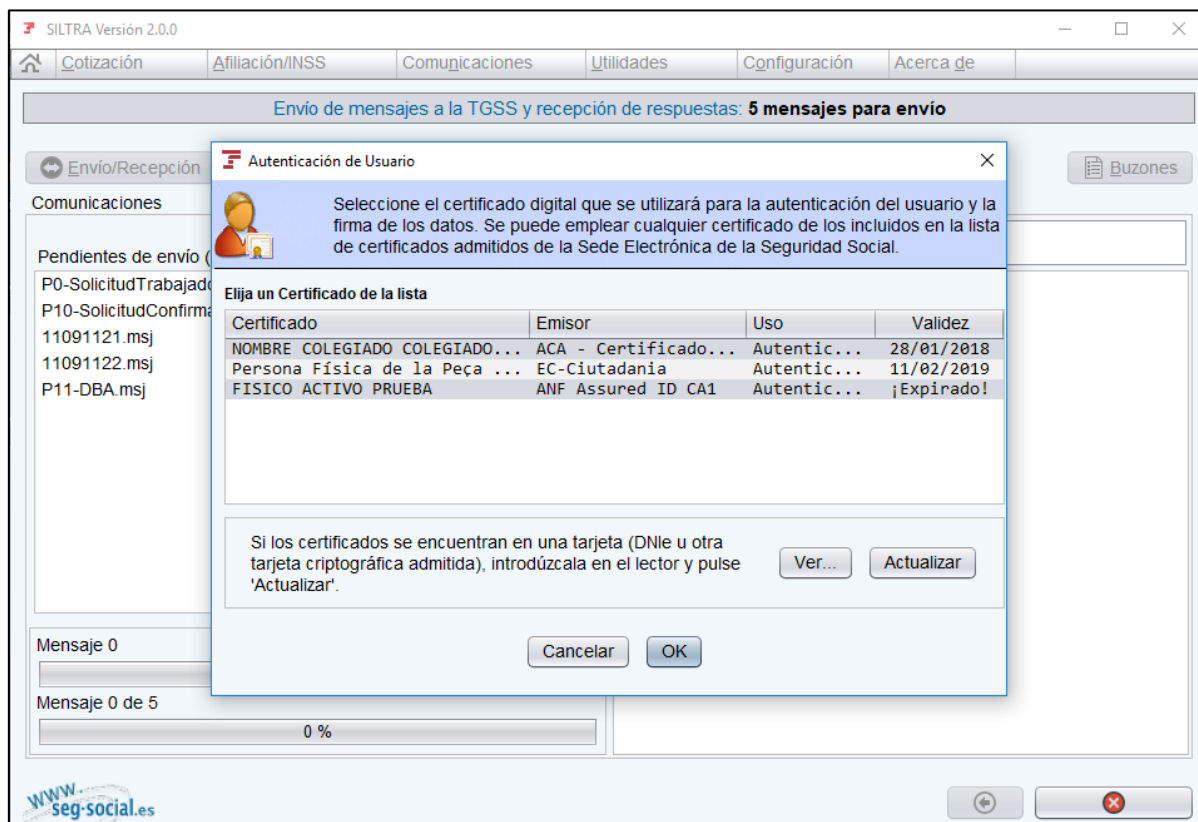 SILTRA Versión 2.0.0
Cotización Afiliación/INSS Comunicaciones Utilidades Configuración Acerca de
Envío de mensajes a la TGSS y recepción de respuestas: 5 mensajes para envío
Envío/Recepción
Buzones
Comunicaciones
Pendientes de envío (
P0-SolicitudTrabajado
P10-SolicitudConfirma
11091121.msj
11091122.msj
P11-DBA.msj
Autenticación de Usuario
Seleccione el certificado digital que se utilizará para la autenticación del usuario y la
firma de los datos. Se puede emplear cualquier certificado de los incluidos en la lista
de certificados admitidos de la Sede Electrónica de la Seguridad Social.
Elija un Certificado de la lista
Certificado Emisor Uso Validez
NOMBRE COLEGIADO COLEGIADO... ACA - Certificado... Autentic... 28/01/2018
Persona Física de la Peça ... EC-Ciutadania Autentic... 11/02/2019
FISICO ACTIVO PRUEBA ANF Assured ID CA1 Autentic... ¡Expirado!
Si los certificados se encuentran en una tarjeta (DNIe u otra
tarjeta criptográfica admitida), introdúzcala en el lector y pulse
'Actualizar'.
Ver... Actualizar
Cancelar OK
Mensaje 0
Mensaje 0 de 5
0 %
www.
seg-social.es